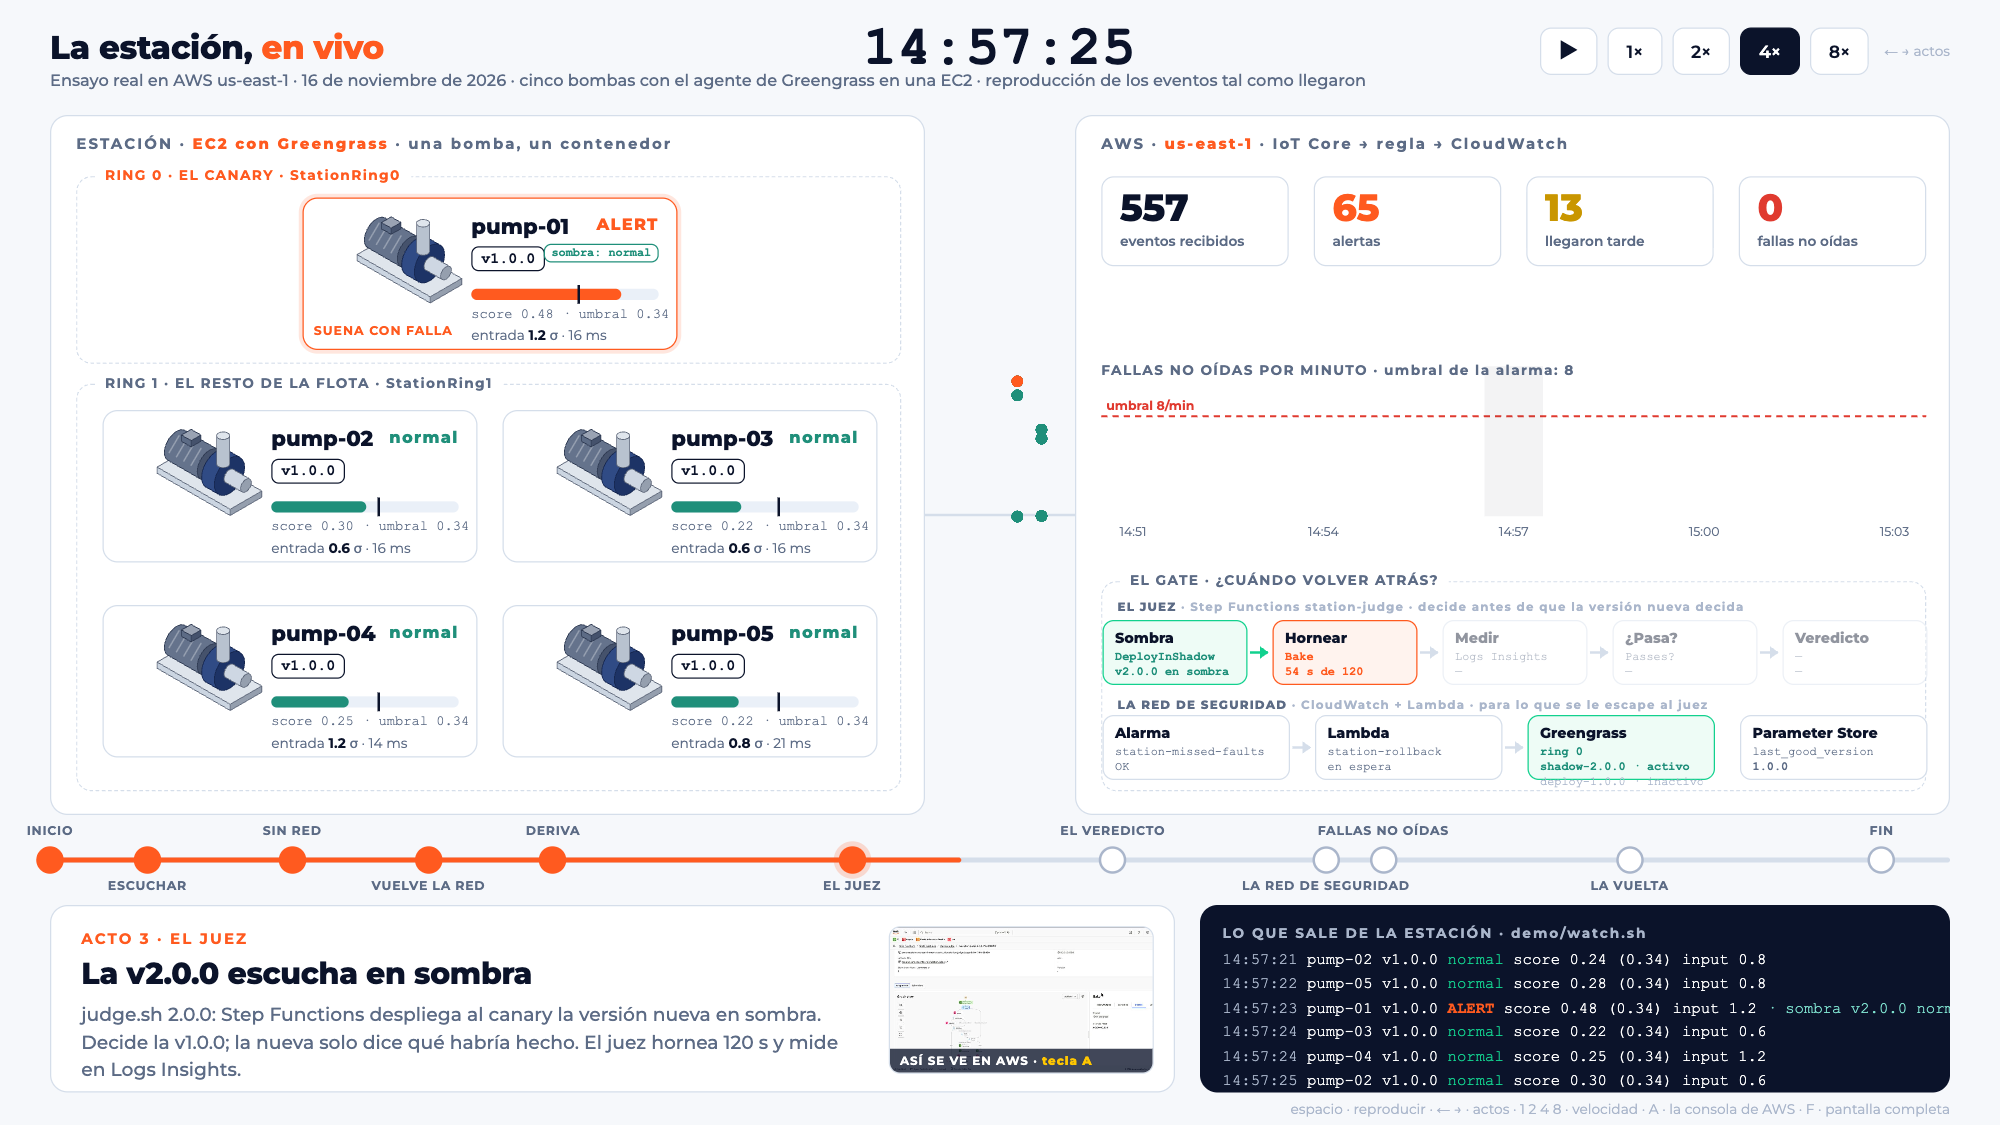 La estación, en vivo
14:57:25
▶ 1× 2× 4× 8× ← → actos
Ensayo real en AWS us-east-1 · 16 de noviembre de 2026 · cinco bombas con el agente de Greengrass en una EC2 · reproducción de los eventos tal como llegaron
ESTACIÓN · EC2 con Greengrass · una bomba, un contenedor
RING 0 · EL CANARY · StationRing0
pump-01 ALERT
v1.0.0 sombra: normal
score 0.48 · umbral 0.34
SUENA CON FALLA
entrada 1.2 σ · 16 ms
RING 1 · EL RESTO DE LA FLOTA · StationRing1
pump-02 normal
v1.0.0
score 0.30 · umbral 0.34
entrada 0.6 σ · 16 ms
pump-03 normal
v1.0.0
score 0.22 · umbral 0.34
entrada 0.6 σ · 16 ms
pump-04 normal
v1.0.0
score 0.25 · umbral 0.34
entrada 1.2 σ · 14 ms
pump-05 normal
v1.0.0
score 0.22 · umbral 0.34
entrada 0.8 σ · 21 ms
AWS · us-east-1 · IoT Core → regla → CloudWatch
557
eventos recibidos
65
alertas
13
llegaron tarde
0
fallas no oídas
FALLAS NO OÍDAS POR MINUTO · umbral de la alarma: 8
umbral 8/min
14:51 14:54 14:57 15:00 15:03
EL GATE · ¿CUÁNDO VOLVER ATRÁS?
EL JUEZ · Step Functions station-judge · decide antes de que la versión nueva decida
Sombra
DeployInShadow
v2.0.0 en sombra
Hornear
Bake
54 s de 120
Medir
Logs Insights
—
¿Pasa?
Passes?
—
Veredicto
—
—
LA RED DE SEGURIDAD · CloudWatch + Lambda · para lo que se le escape al juez
Alarma
station-missed-faults
OK
Lambda
station-rollback
en espera
Greengrass
ring 0
shadow-2.0.0 · activo
deploy-1.0.0 · inactivo
Parameter Store
last_good_version
1.0.0
INICIO SIN RED DERIVA EL VEREDICTO FALLAS NO OÍDAS FIN
ESCUCHAR VUELVE LA RED EL JUEZ LA RED DE SEGURIDAD LA VUELTA
ACTO 3 · EL JUEZ
La v2.0.0 escucha en sombra
judge.sh 2.0.0: Step Functions despliega al canary la versión nueva en sombra.
Decide la v1.0.0; la nueva solo dice qué habría hecho. El juez hornea 120 s y mide
en Logs Insights.
ASÍ SE VE EN AWS · tecla A
LO QUE SALE DE LA ESTACIÓN · demo/watch.sh
14:57:21 pump-02 v1.0.0 normal score 0.24 (0.34) input 0.8
14:57:22 pump-05 v1.0.0 normal score 0.28 (0.34) input 0.8
14:57:23 pump-01 v1.0.0 ALERT score 0.48 (0.34) input 1.2 · sombra v2.0.0 norm
14:57:24 pump-03 v1.0.0 normal score 0.22 (0.34) input 0.6
14:57:24 pump-04 v1.0.0 normal score 0.25 (0.34) input 1.2
14:57:25 pump-02 v1.0.0 normal score 0.30 (0.34) input 0.6
espacio · reproducir · ← → · actos · 1 2 4 8 · velocidad · A · la consola de AWS · F · pantalla completa